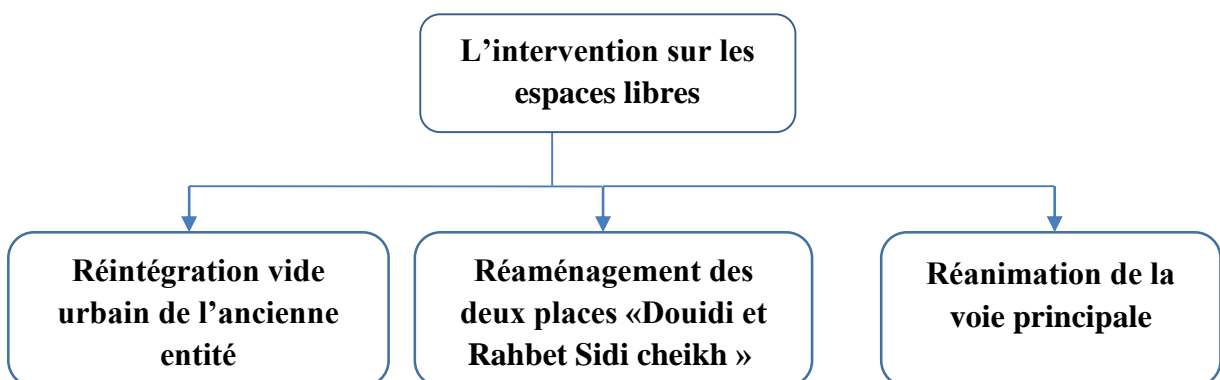 L’intervention sur les
espaces libres
Réintégration vide
urbain de l’ancienne
entité
Réaménagement des
deux places «Douidi et
Rahbet Sidi cheikh »
Réanimation de la
voie principale